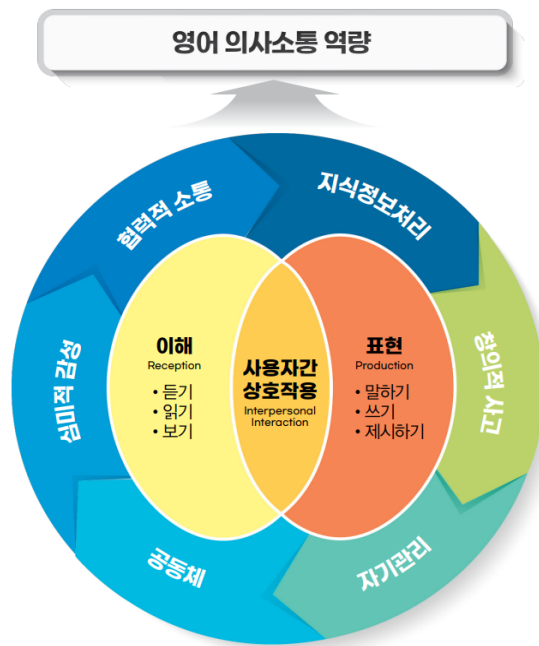 영어 의사소통 역량
협력적 소통
지식정보처리
창의적 사고
자기관리
공동체
심미적 감성
이해
Reception
• 듣기
• 읽기
• 보기
사용자간
상호작용
Interpersonal
Interaction
표현
Production
• 말하기
• 쓰기
• 제시하기